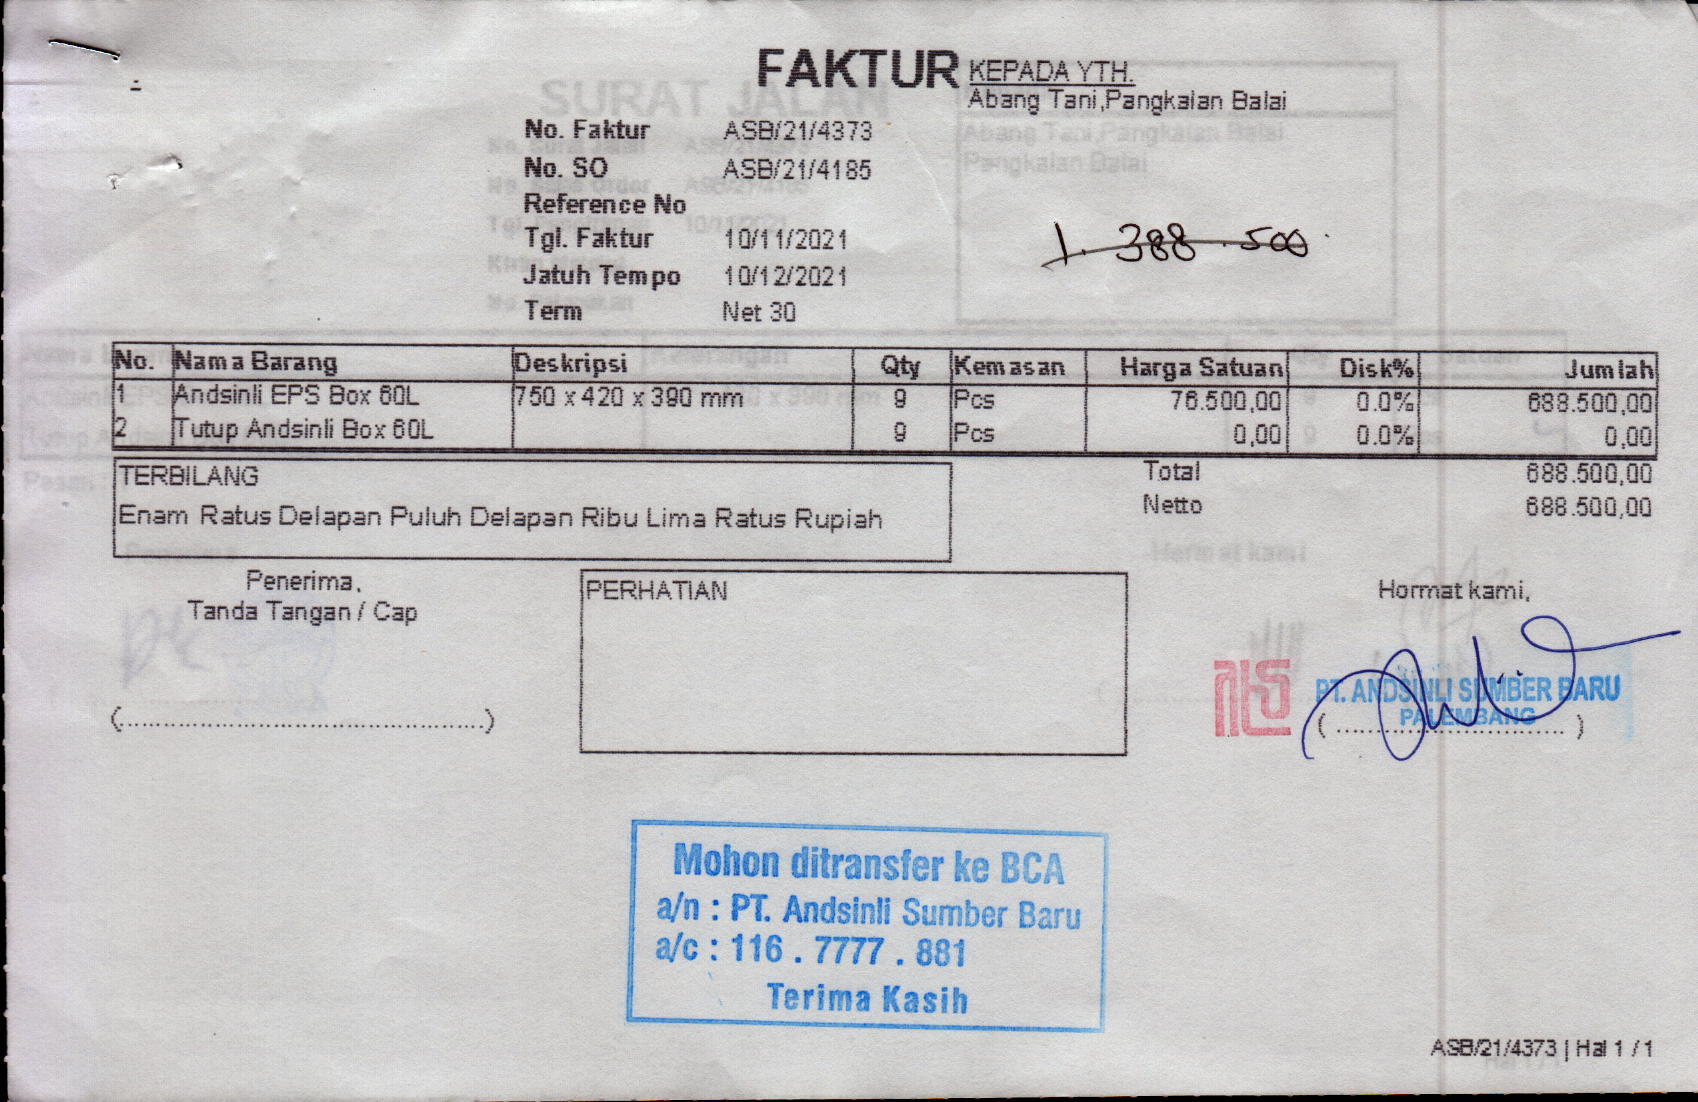 FAKTUR
KEPADA YTH.
Abang Tani,Pangkalan Balai
No. Faktur ASB/21/4373
No. SO ASB/21/4185
Reference No
Tgl. Faktur 10/11/2021
Jatuh Tempo 10/12/2021
Term Net 30
1. 388.500
No. Nama Barang Deskripsi Qty Kemasan Harga Satuan Disk% Jumlah
1 Andsinli EPS Box 60L 750 x 420 x 390 mm 9 Pcs 76.500,00 0.0% 688.500,00
2 Tutup Andsinli Box 60L 9 Pcs 0,00 0.0% 0,00
TERBILANG
Enam Ratus Delapan Puluh Delapan Ribu Lima Ratus Rupiah
Total 688.500,00
Netto 688.500,00
Penerima,
Tanda Tangan / Cap
(................................................)
PERHATIAN
Hormat kami,
PT. ANDSINLI SUMBER BARU
PALEMBANG
( .............................. )
Mohon ditransfer ke BCA
a/n : PT. Andsinli Sumber Baru
a/c : 116 . 7777 . 881
Terima Kasih
ASB/21/4373 | Hal 1 / 1